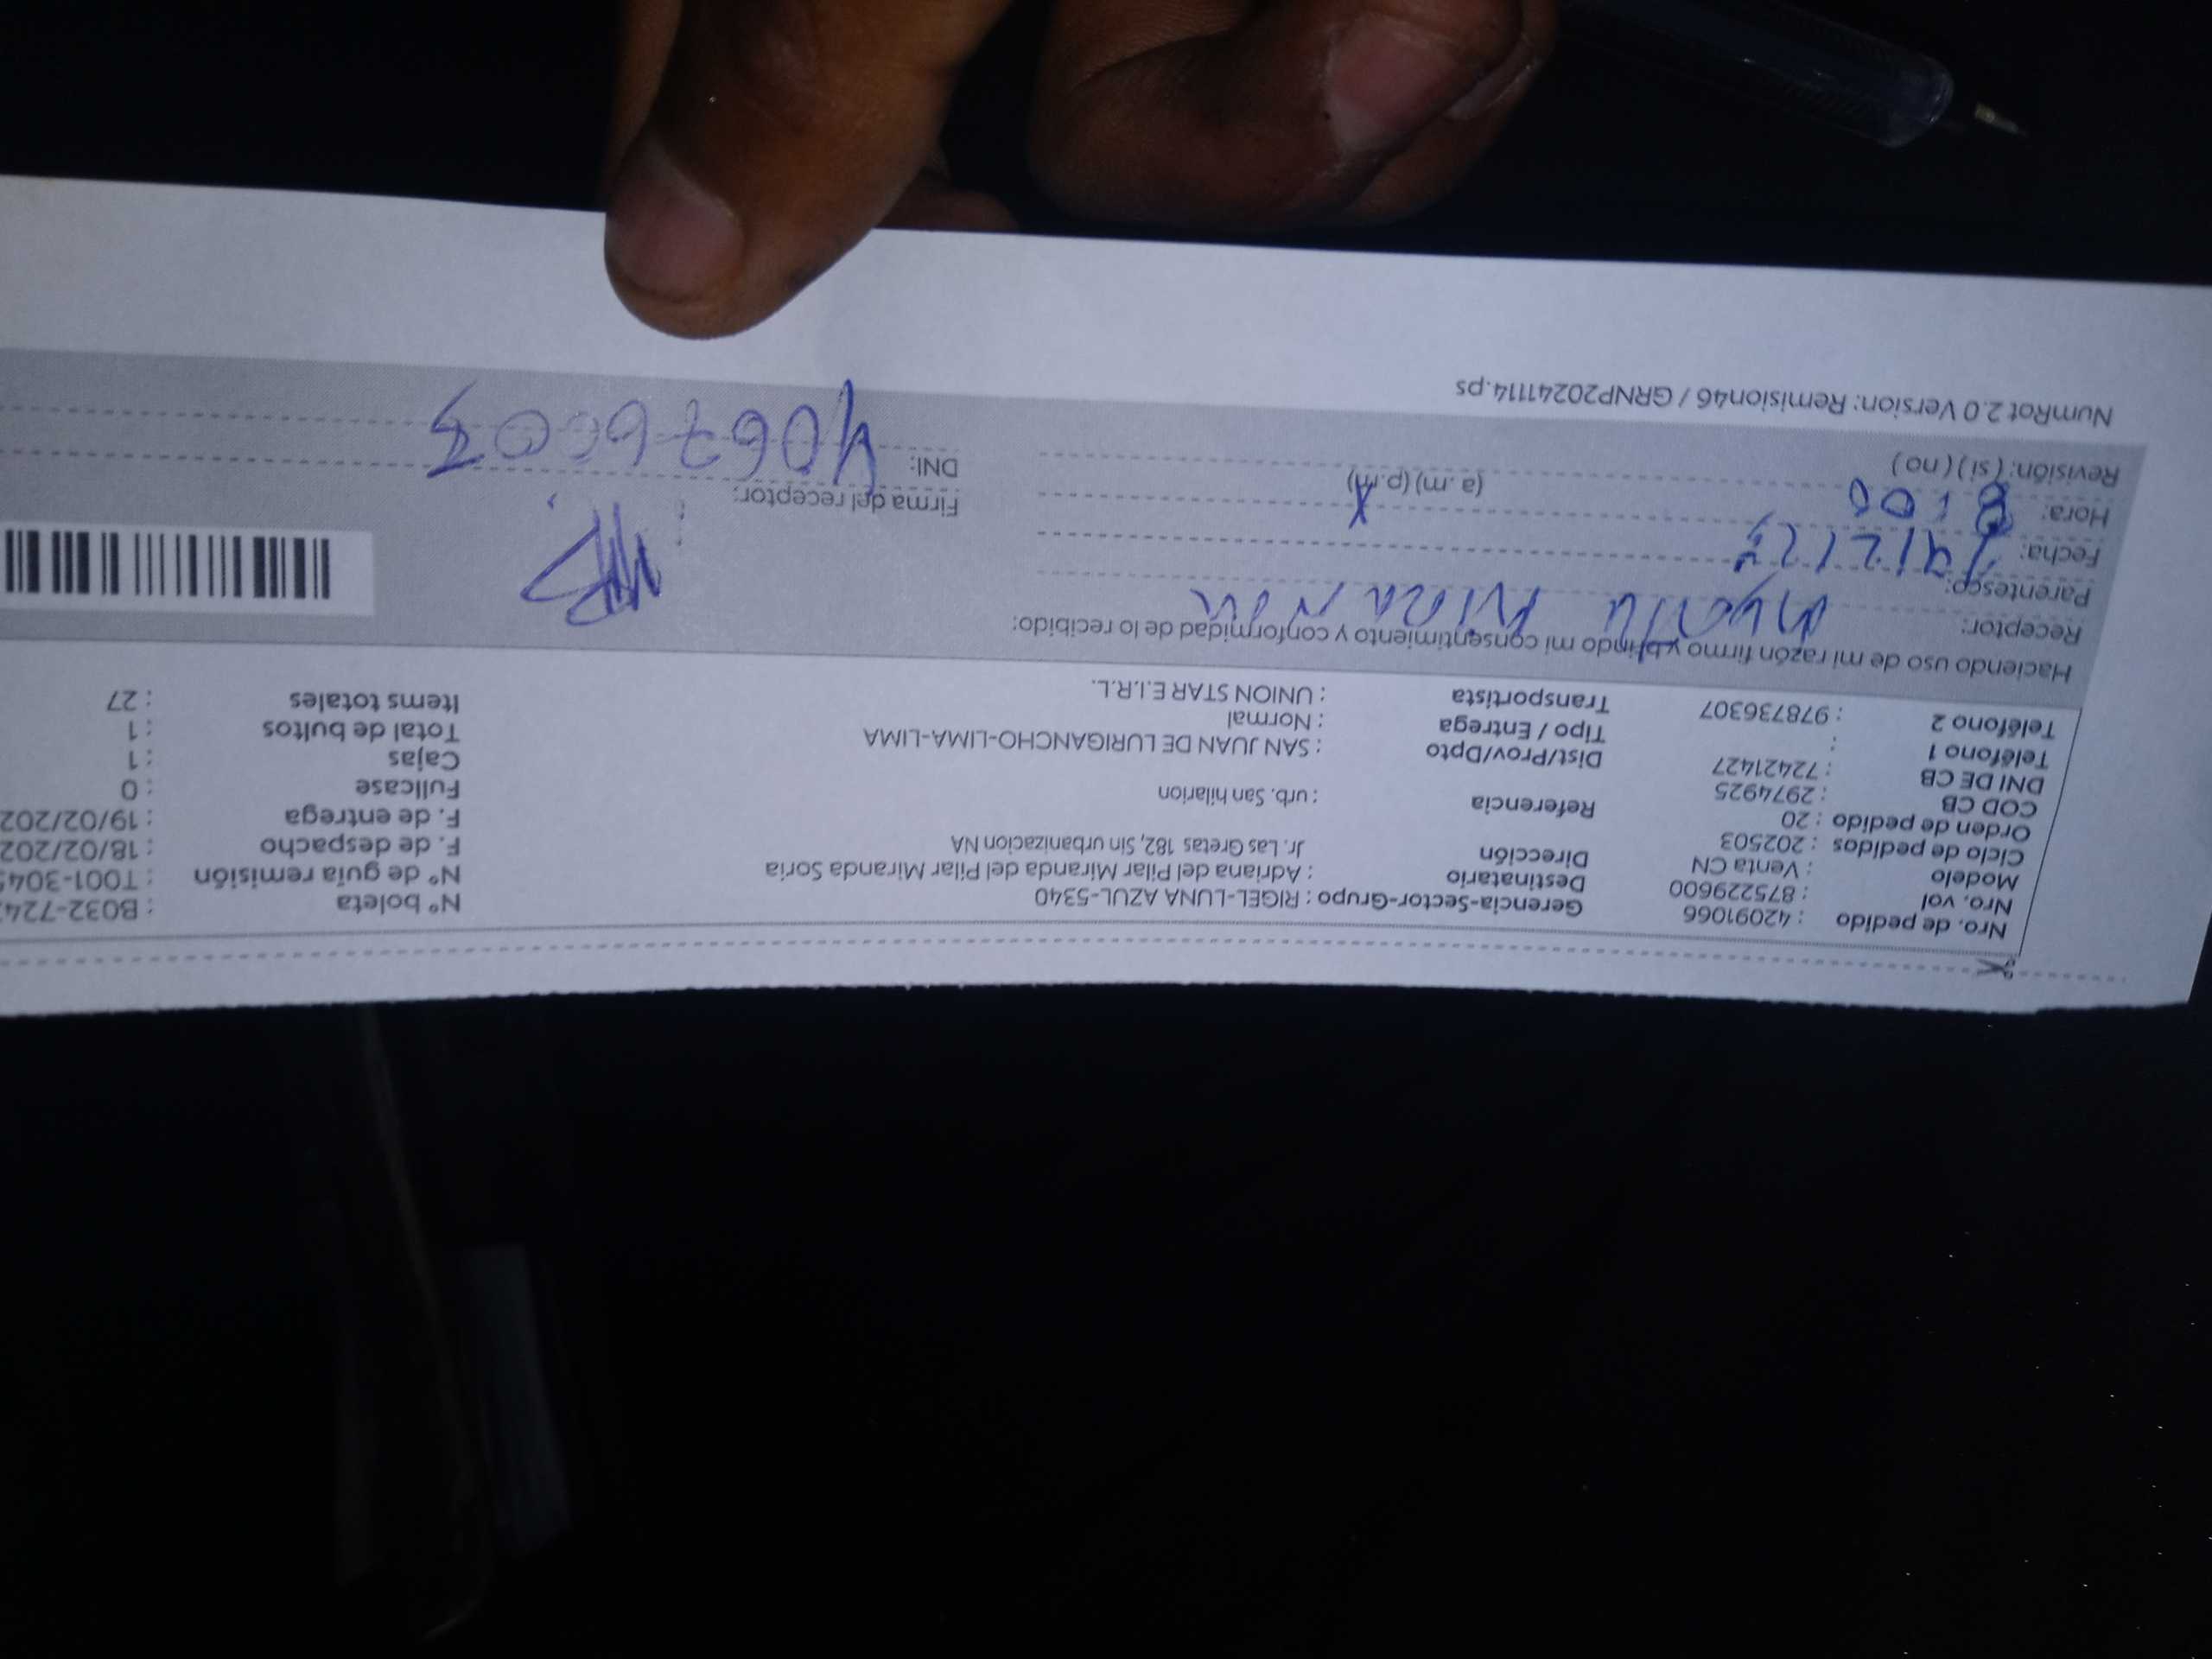 Nro. de pedido : 42091066 Gerencia-Sector-Grupo : RIGEL-LUNA AZUL-5340 N° boleta : B032-724
Nro. vol : 875229600 Destinatario : Adriana del Pilar Miranda del Pilar Miranda Soria N° de guía remisión : T001-3045
Modelo : Venta CN Dirección Jr. Las Gretas 182, Sin urbanizacion NA F. de despacho : 18/02/202
Ciclo de pedidos : 202503 Referencia : urb. San hilarion F. de entrega : 19/02/202
Orden de pedido : 20 Dist/Prov/Dpto : SAN JUAN DE LURIGANCHO-LIMA-LIMA Fullcase : 0
COD CB : 2974925 Tipo / Entrega : Normal Cajas : 1
DNI DE CB : 72421427 Transportista : UNION STAR E.I.R.L. Total de bultos : 1
Teléfono 1 : Items totales : 27
Teléfono 2 : 978736307
Haciendo uso de mi razón firmo y brindo mi consentimiento y conformidad de lo recibido:
Receptor:
Parentesco:
Fecha:
Hora: 8:00 (a.m) (p.m) X
Revisión: (si) (no)
Firma del receptor:
DNI:
NumRot 2.0 Version: Remision46 / GRNP20241114.ps